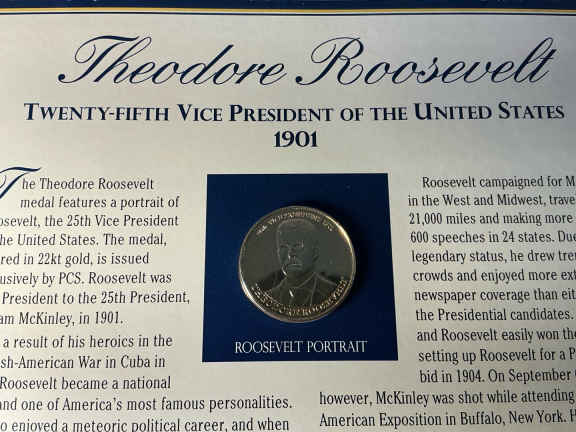 Theodore Roosevelt
TWENTY-FIFTH VICE PRESIDENT OF THE UNITED STATES
1901
The Theodore Roosevelt
medal features a portrait of
osevelt, the 25th Vice President
the United States. The medal,
red in 22kt gold, is issued
usively by PCS. Roosevelt was
President to the 25th President,
am McKinley, in 1901.
a result of his heroics in the
sh-American War in Cuba in
Roosevelt became a national
and one of America's most famous personalities.
o enjoyed a meteoric political career, and when
THEODORE ROOSEVELT
ROOSEVELT PORTRAIT
Roosevelt campaigned for M
in the West and Midwest, trave
21,000 miles and making more
600 speeches in 24 states. Due
legendary status, he drew tren
crowds and enjoyed more ext
newspaper coverage than eit
the Presidential candidates.
and Roosevelt easily won the
setting up Roosevelt for a P
bid in 1904. On September
however, McKinley was shot while attending
American Exposition in Buffalo, New York. H